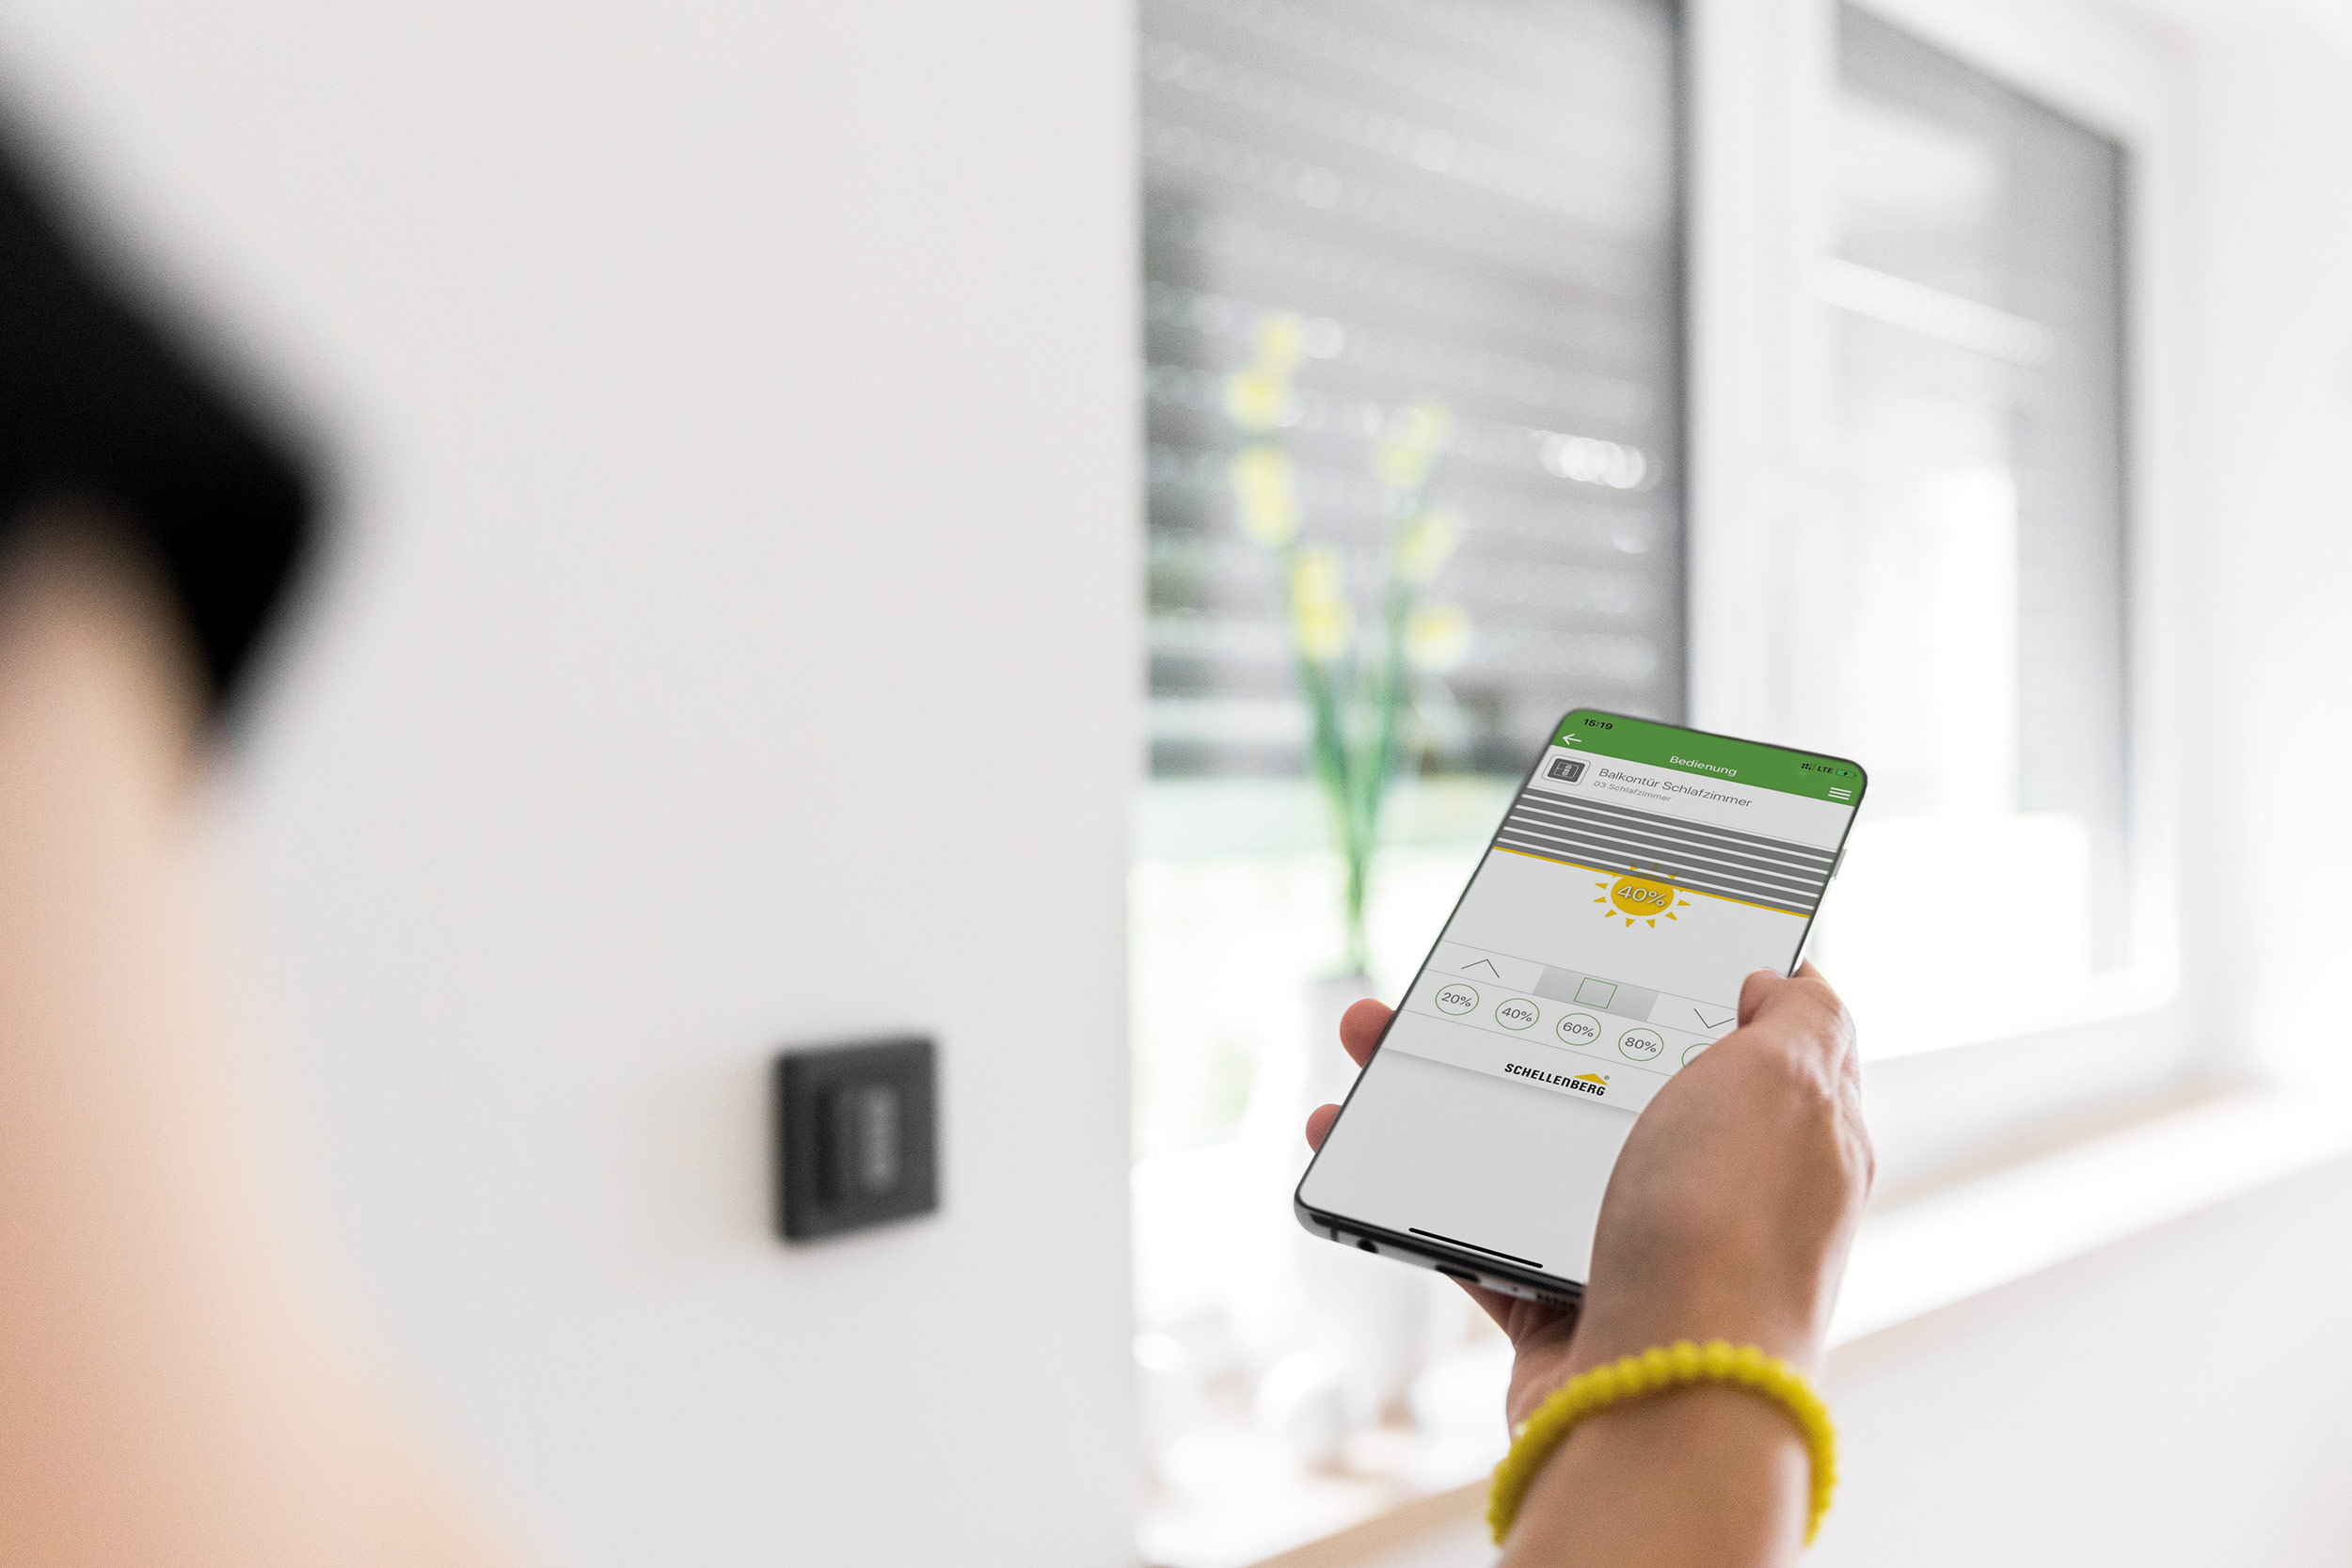 15:19
LTE
Bedienung
Balkontür Schlafzimmer
03 Schlafzimmer
40%
20% 40% 60% 80%
SCHELLENBERG®